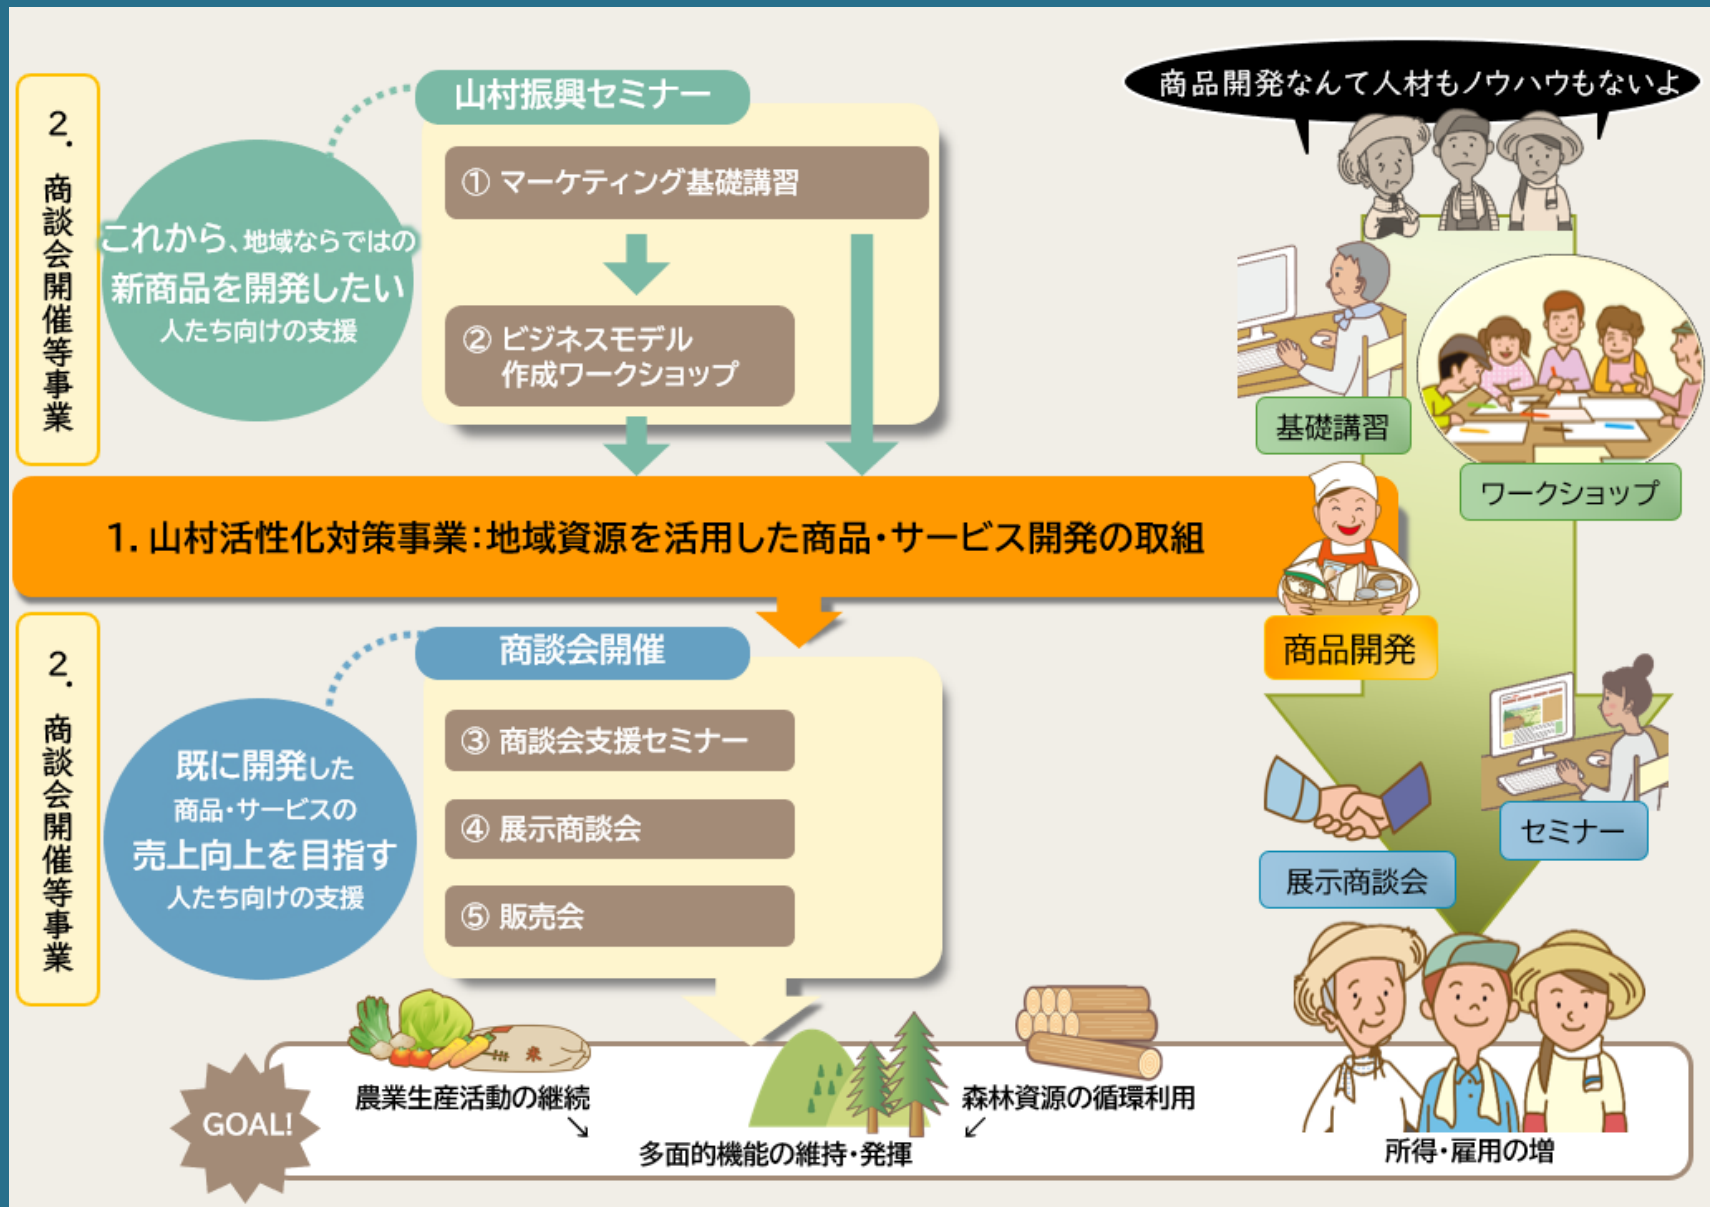 2.商談会開催等事業
これから、地域ならではの
新商品を開発したい
人たち向けの支援
山村振興セミナー
① マーケティング基礎講習
② ビジネスモデル
作成ワークショップ
商品開発なんて人材もノウハウもないよ
基礎講習
ワークショップ
1. 山村活性化対策事業:地域資源を活用した商品・サービス開発の取組
商品開発
2.商談会開催等事業
既に開発した
商品・サービスの
売上向上を目指す
人たち向けの支援
商談会開催
③ 商談会支援セミナー
④ 展示商談会
⑤ 販売会
セミナー
展示商談会
GOAL!
米
農業生産活動の継続
↘
森林資源の循環利用
↙
多面的機能の維持・発揮
所得・雇用の増